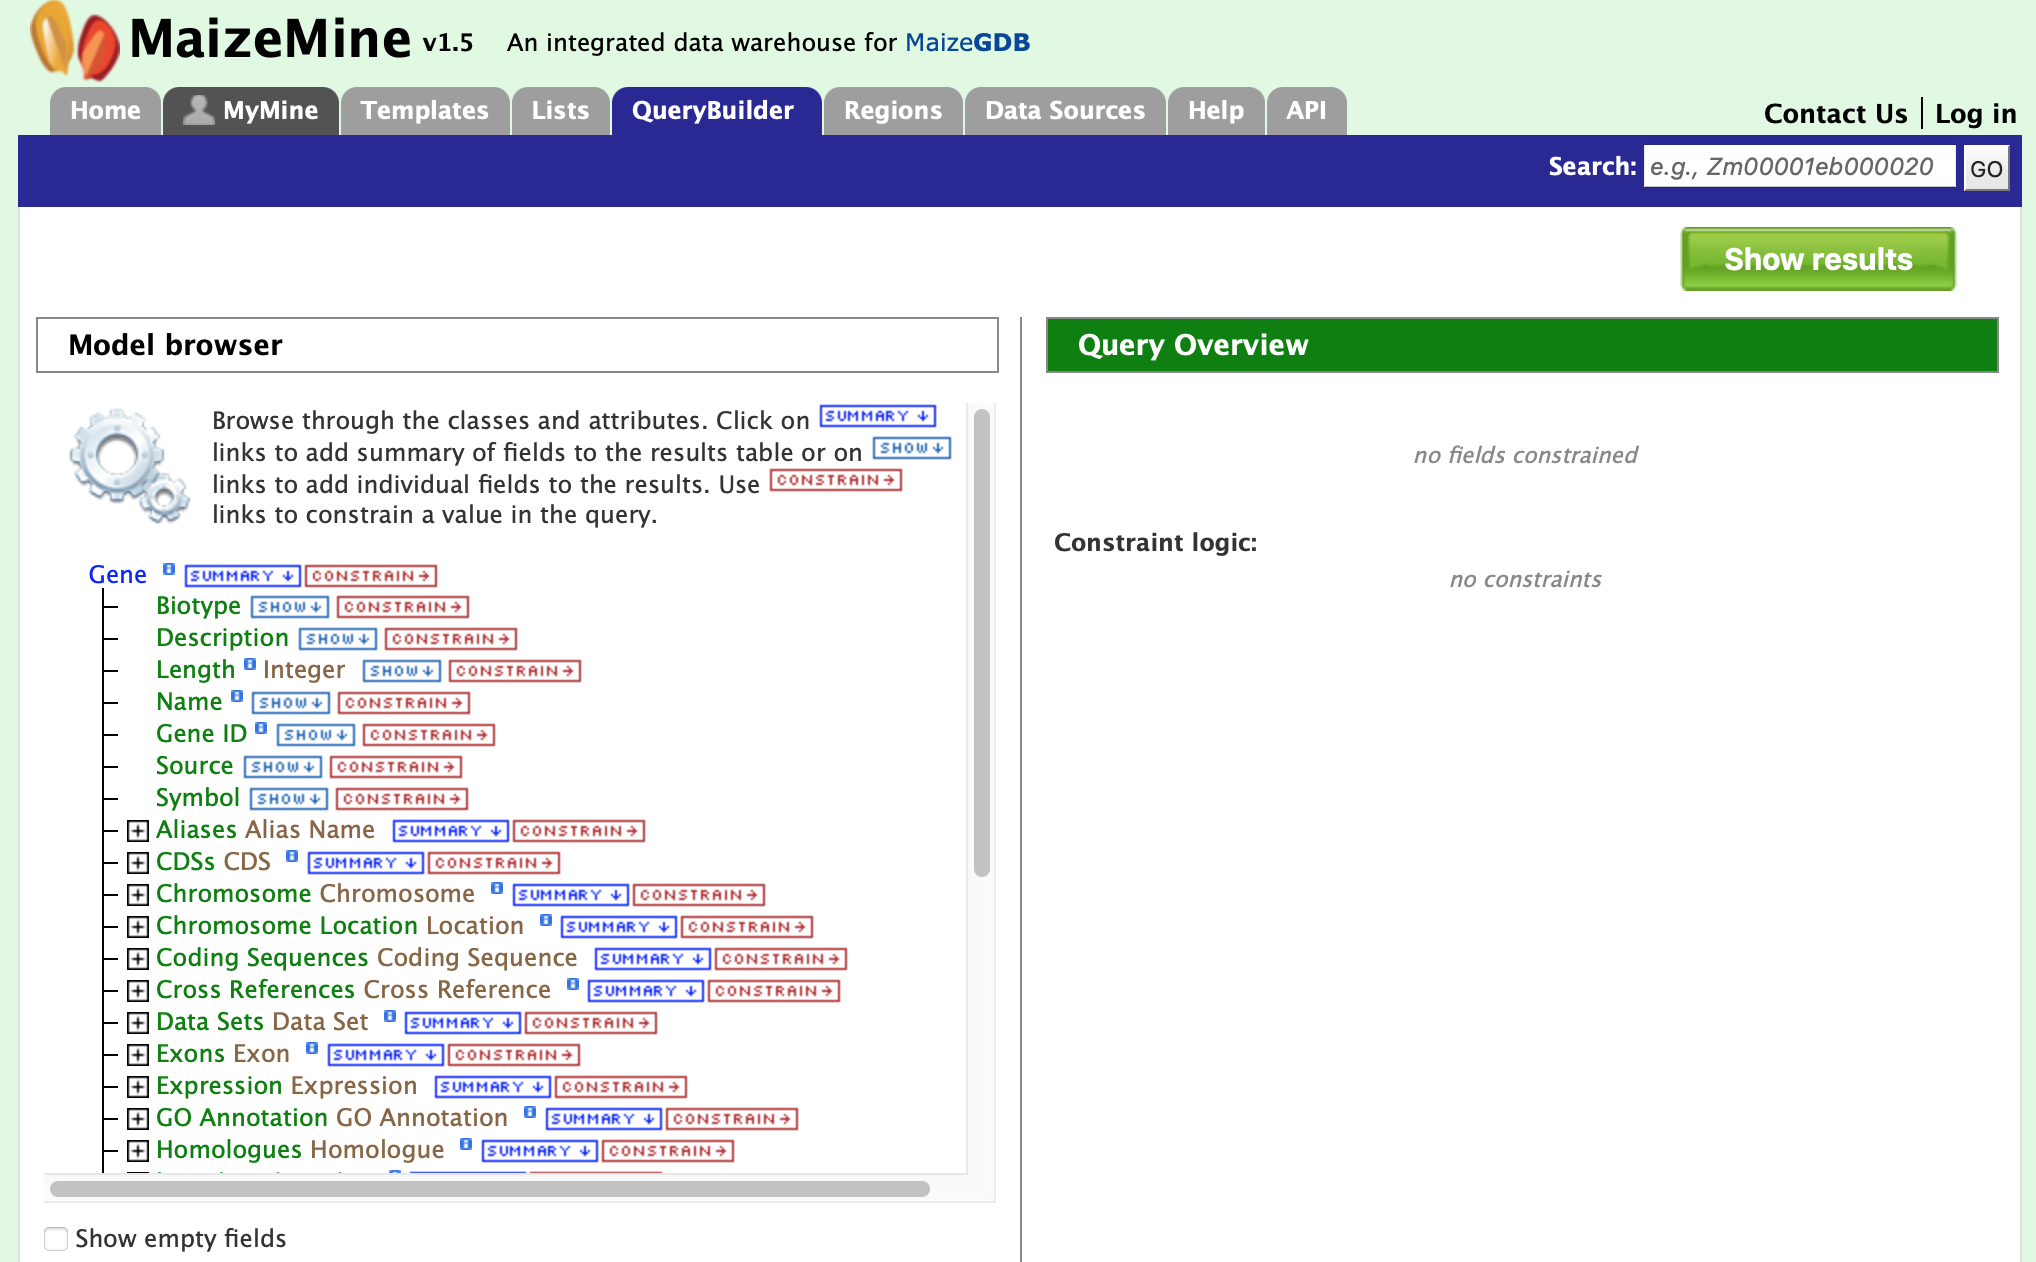 MaizeMine v1.5 An integrated data warehouse for MaizeGDB
Home MyMine Templates Lists QueryBuilder Regions Data Sources Help API Contact Us | Log in
Search: e.g., Zm00001eb000020 GO
Show results
Model browser
Browse through the classes and attributes. Click on SUMMARY ↓
links to add summary of fields to the results table or on SHOW ↓
links to add individual fields to the results. Use CONSTRAIN →
links to constrain a value in the query.
Gene i SUMMARY ↓ CONSTRAIN →
Biotype SHOW ↓ CONSTRAIN →
Description SHOW ↓ CONSTRAIN →
Length i Integer SHOW ↓ CONSTRAIN →
Name i SHOW ↓ CONSTRAIN →
Gene ID i SHOW ↓ CONSTRAIN →
Source SHOW ↓ CONSTRAIN →
Symbol SHOW ↓ CONSTRAIN →
Aliases Alias Name SUMMARY ↓ CONSTRAIN →
CDSs CDS i SUMMARY ↓ CONSTRAIN →
Chromosome Chromosome i SUMMARY ↓ CONSTRAIN →
Chromosome Location Location i SUMMARY ↓ CONSTRAIN →
Coding Sequences Coding Sequence SUMMARY ↓ CONSTRAIN →
Cross References Cross Reference i SUMMARY ↓ CONSTRAIN →
Data Sets Data Set i SUMMARY ↓ CONSTRAIN →
Exons Exon i SUMMARY ↓ CONSTRAIN →
Expression Expression SUMMARY ↓ CONSTRAIN →
GO Annotation GO Annotation i SUMMARY ↓ CONSTRAIN →
Homologues Homologue i SUMMARY ↓ CONSTRAIN →
Show empty fields
Query Overview
no fields constrained
Constraint logic:
no constraints